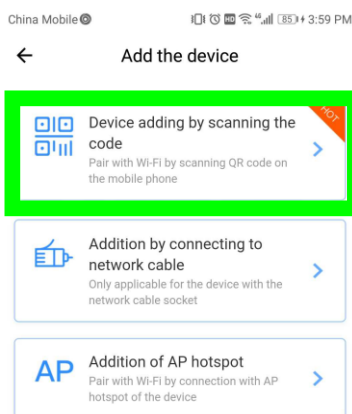 China Mobile HD 46 85 3:59 PM
Add the device
HOT
Device adding by scanning the
code
Pair with Wi-Fi by scanning QR code on
the mobile phone
Addition by connecting to
network cable
Only applicable for the device with the
network cable socket
AP Addition of AP hotspot
Pair with Wi-Fi by connection with AP
hotspot of the device